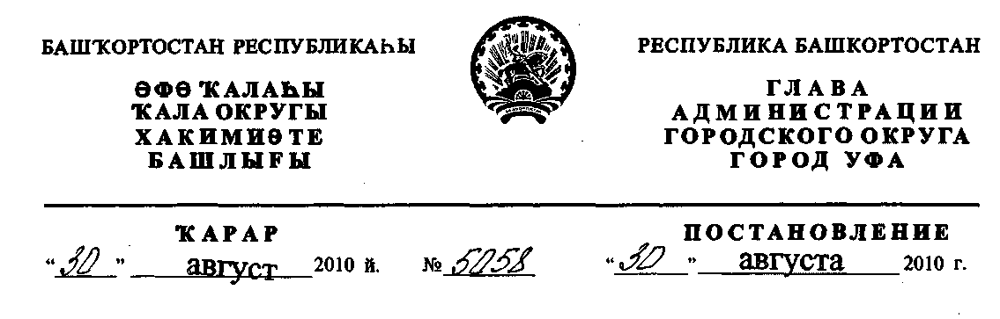 БАШҠОРТОСТАН РЕСПУБЛИКАҺЫ
ӨФӨ ҠАЛАҺЫ
ҠАЛА ОКРУГЫ
ХАКИМИӘТЕ
БАШЛЫҒЫ
РЕСПУБЛИКА БАШКОРТОСТАН
ГЛАВА
АДМИНИСТРАЦИИ
ГОРОДСКОГО ОКРУГА
ГОРОД УФА
ҠАРАР
ПОСТАНОВЛЕНИЕ
“30” август 2010 й. № 5058 “30” августа 2010 г.